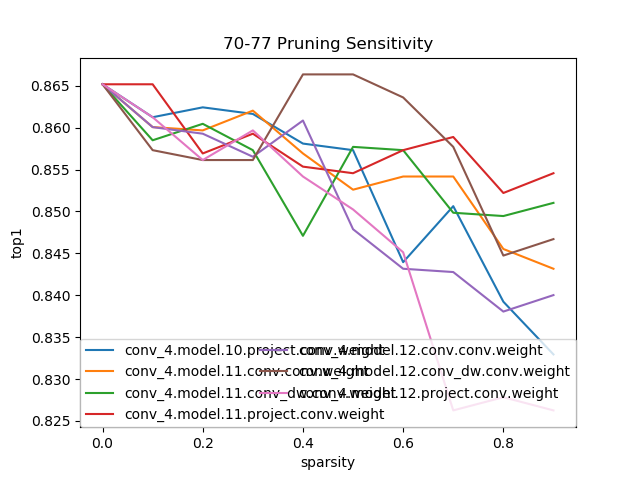 70-77 Pruning Sensitivity
top1
0.865
0.860
0.855
0.850
0.845
0.840
0.835
0.830
0.825
0.0 0.2 0.4 0.6 0.8
sparsity
conv_4.model.10.project.conv.weight
conv_4.model.11.conv.conv.weight
conv_4.model.11.conv_dw.conv.weight
conv_4.model.11.project.conv.weight
conv_4.model.12.conv.conv.weight
conv_4.model.12.conv_dw.conv.weight
conv_4.model.12.project.conv.weight